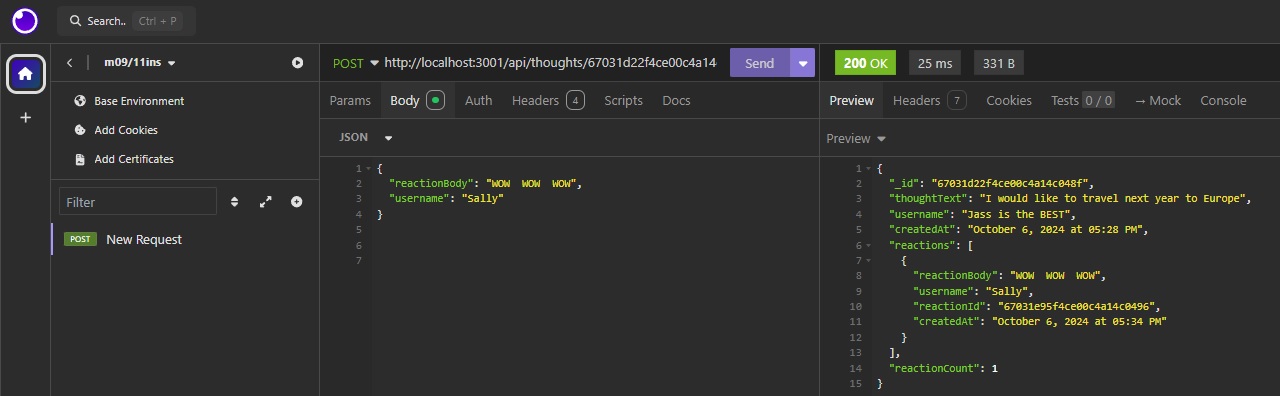 Search.. Ctrl + P
m09/11ins
Base Environment
Add Cookies
Add Certificates
Filter
POST New Request
POST http://localhost:3001/api/thoughts/67031d22f4ce00c4a14 Send
Params Body Auth Headers 4 Scripts Docs
JSON
1 {
2 "reactionBody": "WOW  WOW  WOW",
3 "username": "Sally"
4 }
5
6
7
200 OK 25 ms 331 B
Preview Headers 7 Cookies Tests 0 / 0 → Mock Console
Preview
1 {
2 "_id": "67031d22f4ce00c4a14c048f",
3 "thoughtText": "I would like to travel next year to Europe",
4 "username": "Jass is the BEST",
5 "createdAt": "October 6, 2024 at 05:28 PM",
6 "reactions": [
7 {
8 "reactionBody": "WOW  WOW  WOW",
9 "username": "Sally",
10 "reactionId": "67031e95f4ce00c4a14c0496",
11 "createdAt": "October 6, 2024 at 05:34 PM"
12 }
13 ],
14 "reactionCount": 1
15 }